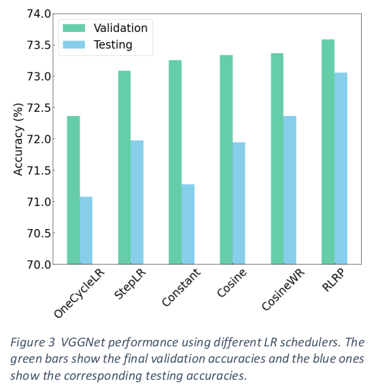 74.0
Validation
Testing
73.5
73.0
72.5
72.0
71.5
71.0
70.5
70.0
Accuracy (%)
OneCycleLR
StepLR
Constant
Cosine
CosineWR
RLRP
Figure 3 VGGNet performance using different LR schedulers. The
green bars show the final validation accuracies and the blue ones
show the corresponding testing accuracies.